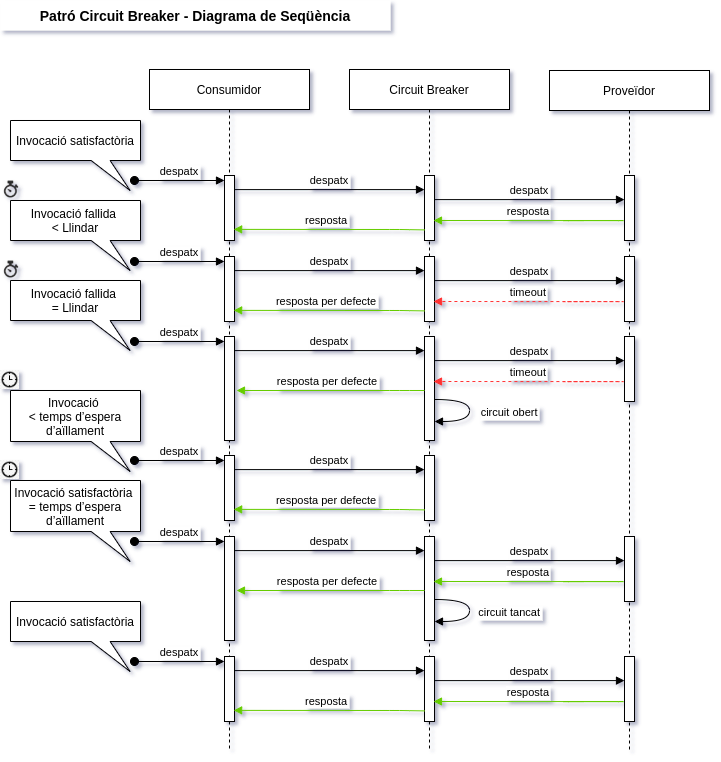 Patró Circuit Breaker - Diagrama de Seqüència
Consumidor
Circuit Breaker
Proveïdor
Invocació satisfactòria
despatx
despatx
despatx
resposta
resposta
Invocació fallida
< Llindar
despatx
despatx
despatx
timeout
resposta per defecte
Invocació fallida
= Llindar
despatx
despatx
despatx
timeout
resposta per defecte
circuit obert
Invocació
< temps d'espera
d'aïllament
despatx
despatx
resposta per defecte
Invocació satisfactòria
= temps d'espera
d'aïllament
despatx
despatx
despatx
resposta
resposta per defecte
circuit tancat
Invocació satisfactòria
despatx
despatx
despatx
resposta
resposta